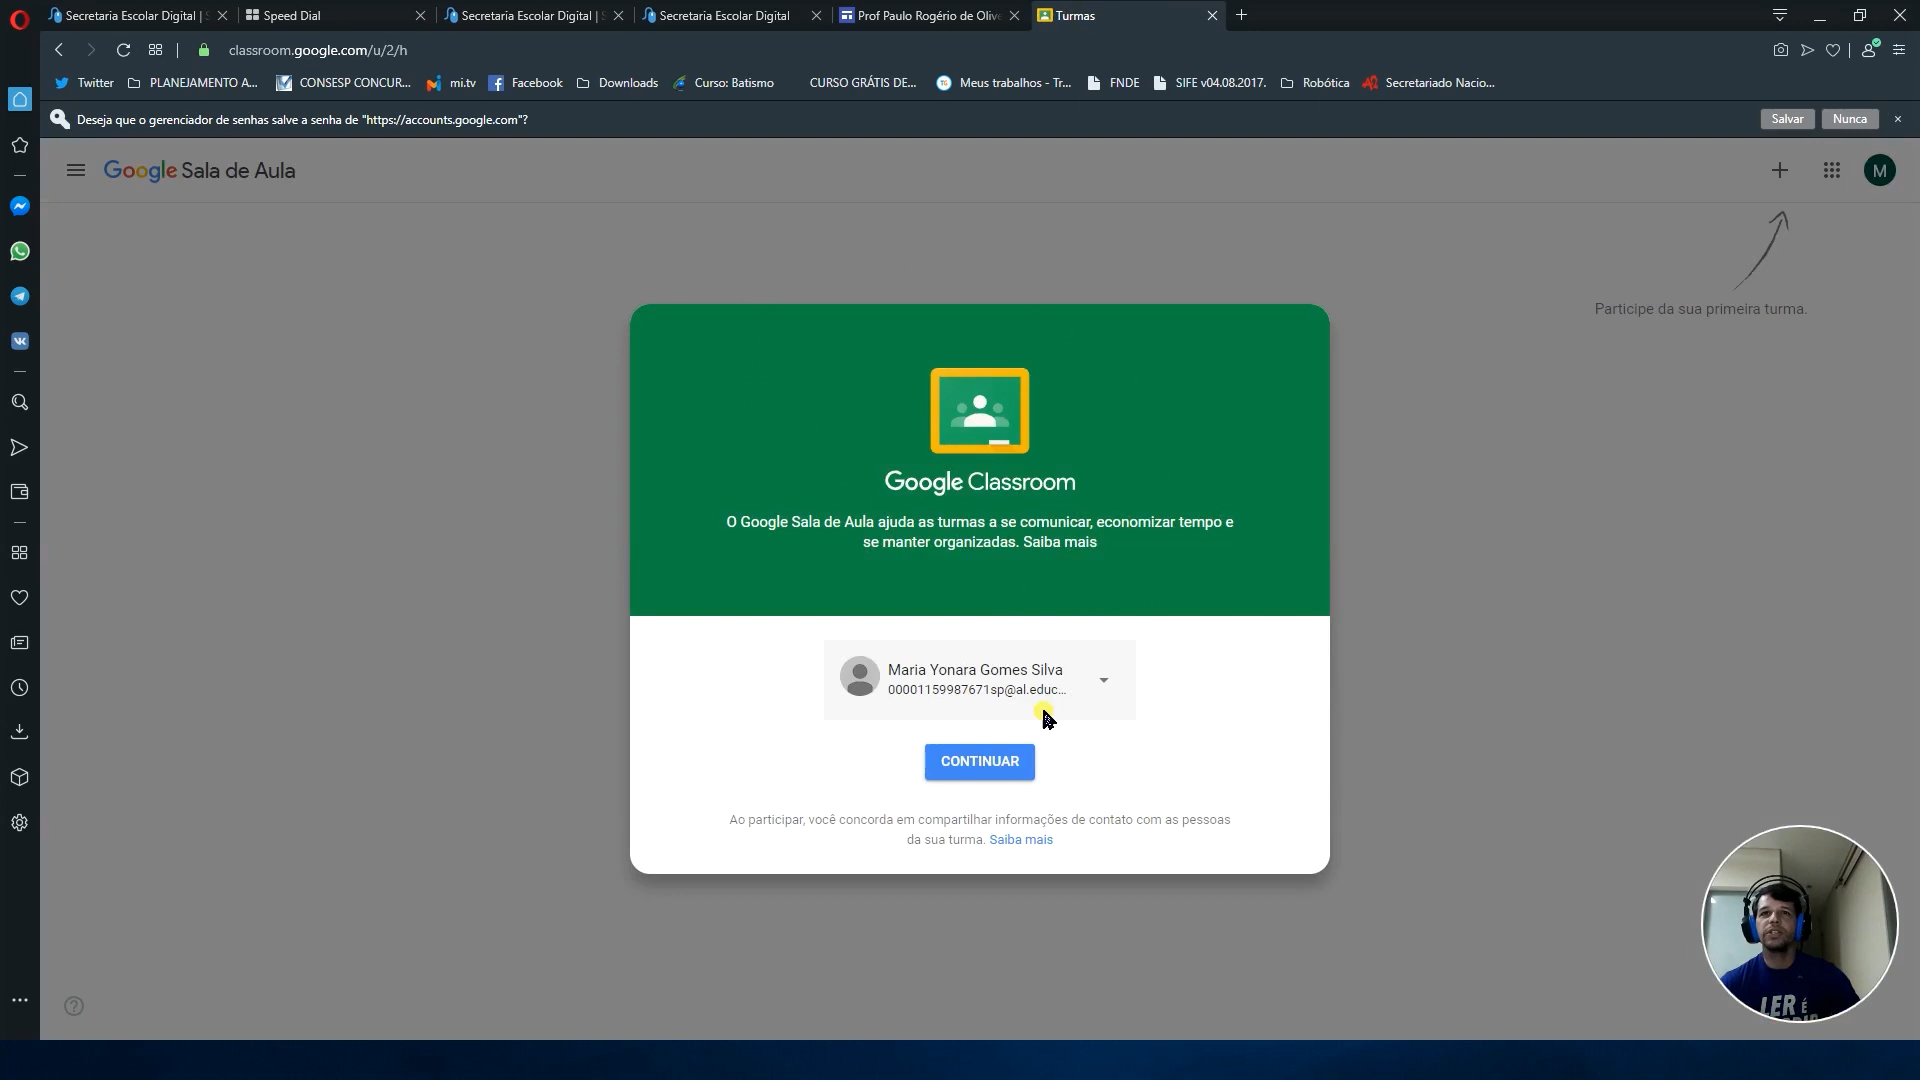 Secretaria Escolar Digital | S
Speed Dial
Secretaria Escolar Digital | S
Secretaria Escolar Digital
Prof Paulo Rogério de Olive
Turmas
classroom.google.com/u/2/h
Twitter
PLANEJAMENTO A...
CONSESP CONCUR...
mi.tv
Facebook
Downloads
Curso: Batismo
CURSO GRÁTIS DE...
Meus trabalhos - Tr...
FNDE
SIFE v04.08.2017.
Robótica
Secretariado Nacio...
Deseja que o gerenciador de senhas salve a senha de "https://accounts.google.com"?
Salvar
Nunca
Google Sala de Aula
M
Participe da sua primeira turma.
Google Classroom
O Google Sala de Aula ajuda as turmas a se comunicar, economizar tempo e
se manter organizadas. Saiba mais
Maria Yonara Gomes Silva
00001159987671sp@al.educ...
CONTINUAR
Ao participar, você concorda em compartilhar informações de contato com as pessoas
da sua turma. Saiba mais
LER É